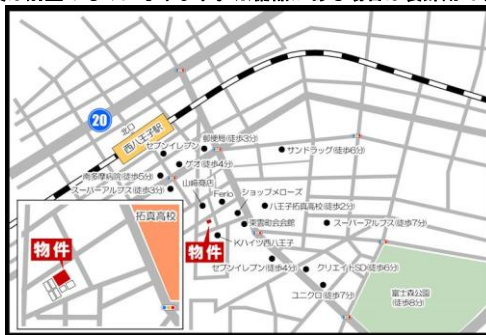 20
北口
西八王子駅
セブンイレブン
郵便局(徒歩3分)
サンドラッグ(徒歩6分)
ゲオ(徒歩4分)
南多摩病院(徒歩5分)
スーパーアルプス(徒歩3分)
山崎商店
Ferio
ショップメローズ
八王子拓真高校(徒歩2分)
東雲町会会館
スーパーアルプス(徒歩7分)
物件
Kハイツ西八王子
セブンイレブン(徒歩4分)
クリエイトSD(徒歩6分)
ユニクロ(徒歩7分)
富士森公園
(徒歩8分)
拓真高校
物件